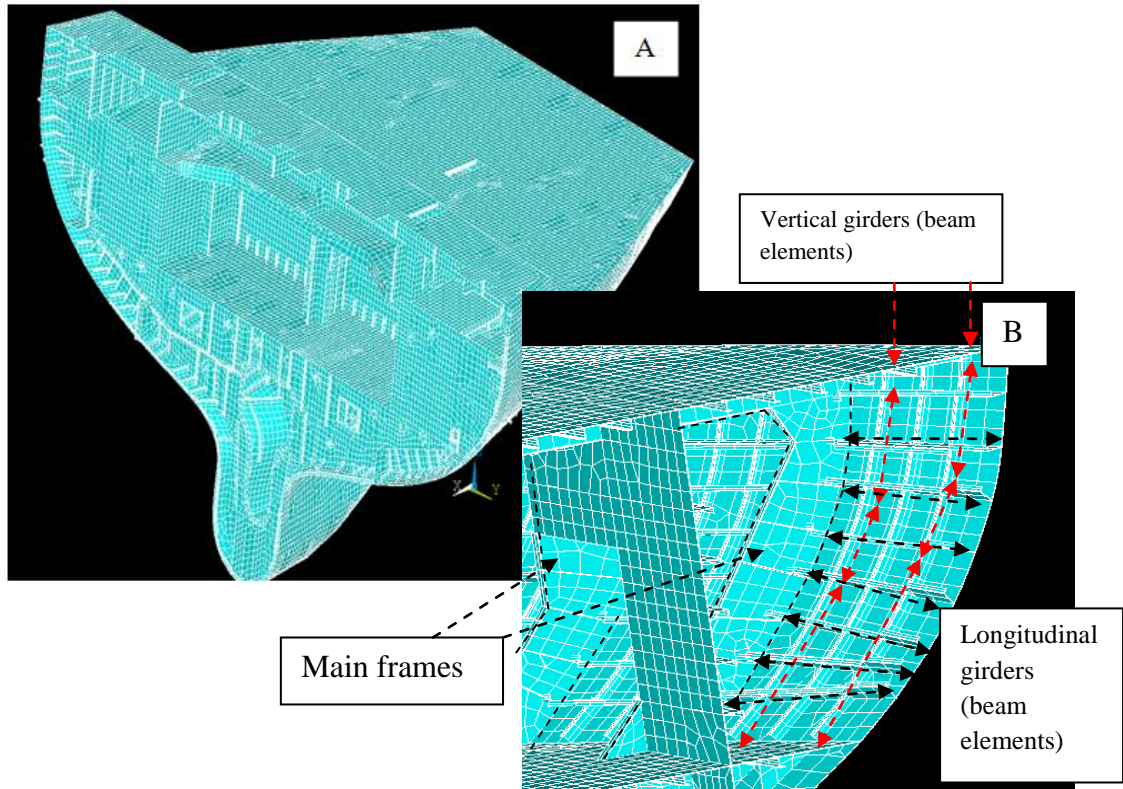 A
Vertical girders (beam
elements)
B
Main frames
Longitudinal
girders
(beam
elements)
X
Y